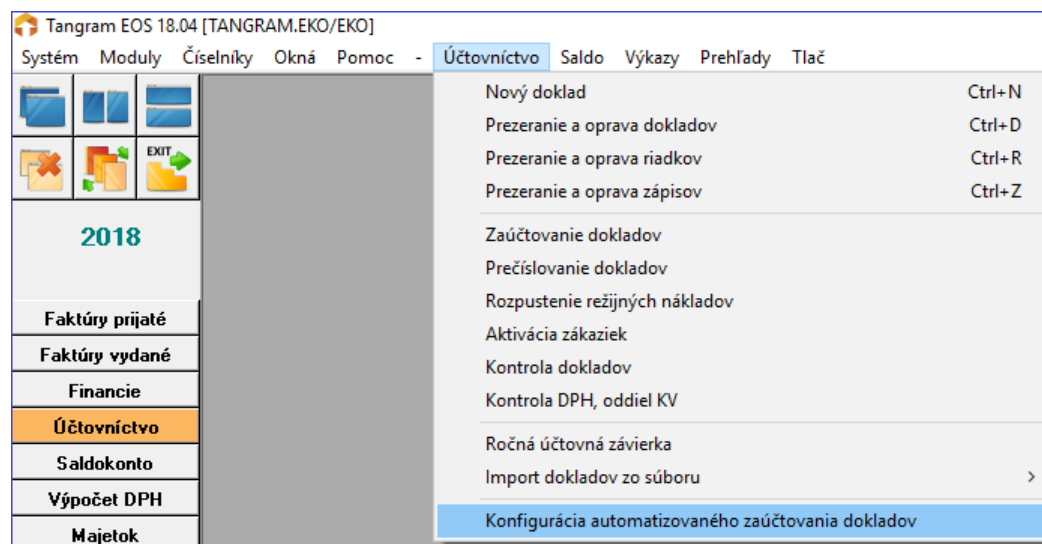 Tangram EOS 18.04 [TANGRAM.EKO/EKO]
Systém Moduly Číselníky Okná Pomoc - Účtovníctvo Saldo Výkazy Prehľady Tlač
EXIT
2018
Faktúry prijaté
Faktúry vydané
Financie
Účtovníctvo
Saldokonto
Výpočet DPH
Majetok
Nový doklad Ctrl+N
Prezeranie a oprava dokladov Ctrl+D
Prezeranie a oprava riadkov Ctrl+R
Prezeranie a oprava zápisov Ctrl+Z
Zaúčtovanie dokladov
Prečíslovanie dokladov
Rozpustenie režijných nákladov
Aktivácia zákaziek
Kontrola dokladov
Kontrola DPH, oddiel KV
Ročná účtovná závierka
Import dokladov zo súboru
Konfigurácia automatizovaného zaúčtovania dokladov